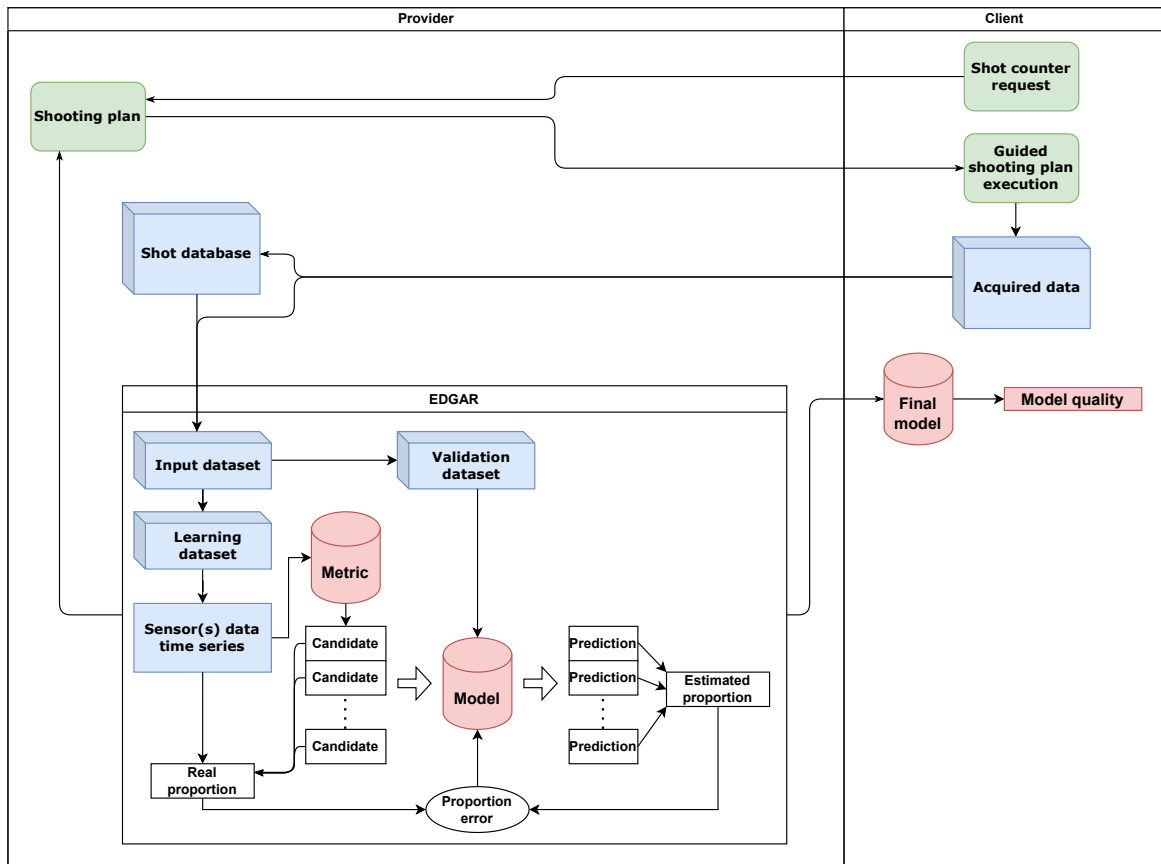 Provider
Client
Shot counter
request
Shooting plan
Guided
shooting plan
execution
Shot database
Acquired data
EDGAR
Final
model
Model quality
Input dataset
Validation
dataset
Learning
dataset
Metric
Sensor(s) data
time series
Candidate
Candidate
Candidate
Model
Prediction
Prediction
Prediction
Estimated
proportion
Real
proportion
Proportion
error